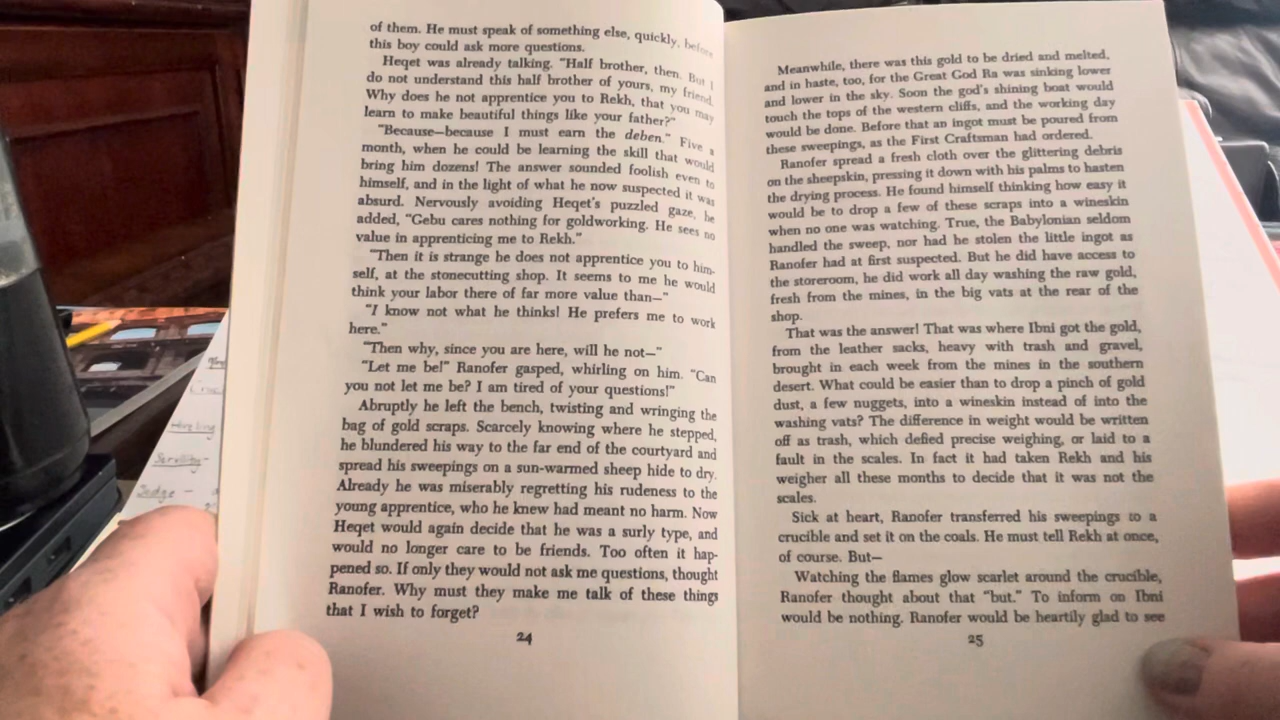 of them. He must speak of something else, quickly, before
this boy could ask more questions.
Heqet was already talking. "Half brother, then. But I
do not understand this half brother of yours, my friend.
Why does he not apprentice you to Rekh, that you may
learn to make beautiful things like your father?"
"Because—because I must earn the deben." Five a
month, when he could be learning the skill that would
bring him dozens! The answer sounded foolish even to
himself, and in the light of what he now suspected it was
absurd. Nervously avoiding Heqet's puzzled gaze, he
added, "Gebu cares nothing for goldworking. He sees no
value in apprenticing me to Rekh."
"Then it is strange he does not apprentice you to him-
self, at the stonecutting shop. It seems to me he would
think your labor there of far more value than—"
"I know not what he thinks! He prefers me to work
here."
"Then why, since you are here, will he not—"
"Let me be!" Ranofer gasped, whirling on him. "Can
you not let me be? I am tired of your questions!"
Abruptly he left the bench, twisting and wringing the
bag of gold scraps. Scarcely knowing where he stepped,
he blundered his way to the far end of the courtyard and
spread his sweepings on a sun-warmed sheep hide to dry.
Already he was miserably regretting his rudeness to the
young apprentice, who he knew had meant no harm. Now
Heqet would again decide that he was a surly type, and
would no longer care to be friends. Too often it hap-
pened so. If only they would not ask me questions, thought
Ranofer. Why must they make me talk of these things
that I wish to forget?
24
Meanwhile, there was this gold to be dried and melted,
and in haste, too, for the Great God Ra was sinking lower
and lower in the sky. Soon the god's shining boat would
touch the tops of the western cliffs, and the working day
would be done. Before that an ingot must be poured from
these sweepings, as the First Craftsman had ordered.
Ranofer spread a fresh cloth over the glittering debris
on the sheepskin, pressing it down with his palms to hasten
the drying process. He found himself thinking how easy it
would be to drop a few of these scraps into a wineskin
when no one was watching. True, the Babylonian seldom
handled the sweep, nor had he stolen the little ingot as
Ranofer had at first suspected. But he did have access to
the storeroom, he did work all day washing the raw gold,
fresh from the mines, in the big vats at the rear of the
shop.
That was the answer! That was where Ibni got the gold,
from the leather sacks, heavy with trash and gravel,
brought in each week from the mines in the southern
desert. What could be easier than to drop a pinch of gold
dust, a few nuggets, into a wineskin instead of into the
washing vats? The difference in weight would be written
off as trash, which defied precise weighing, or laid to a
fault in the scales. In fact it had taken Rekh and his
weigher all these months to decide that it was not the
scales.
Sick at heart, Ranofer transferred his sweepings to a
crucible and set it on the coals. He must tell Rekh at once,
of course. But—
Watching the flames glow scarlet around the crucible,
Ranofer thought about that "but." To inform on Ibni
would be nothing. Ranofer would be heartily glad to see
25